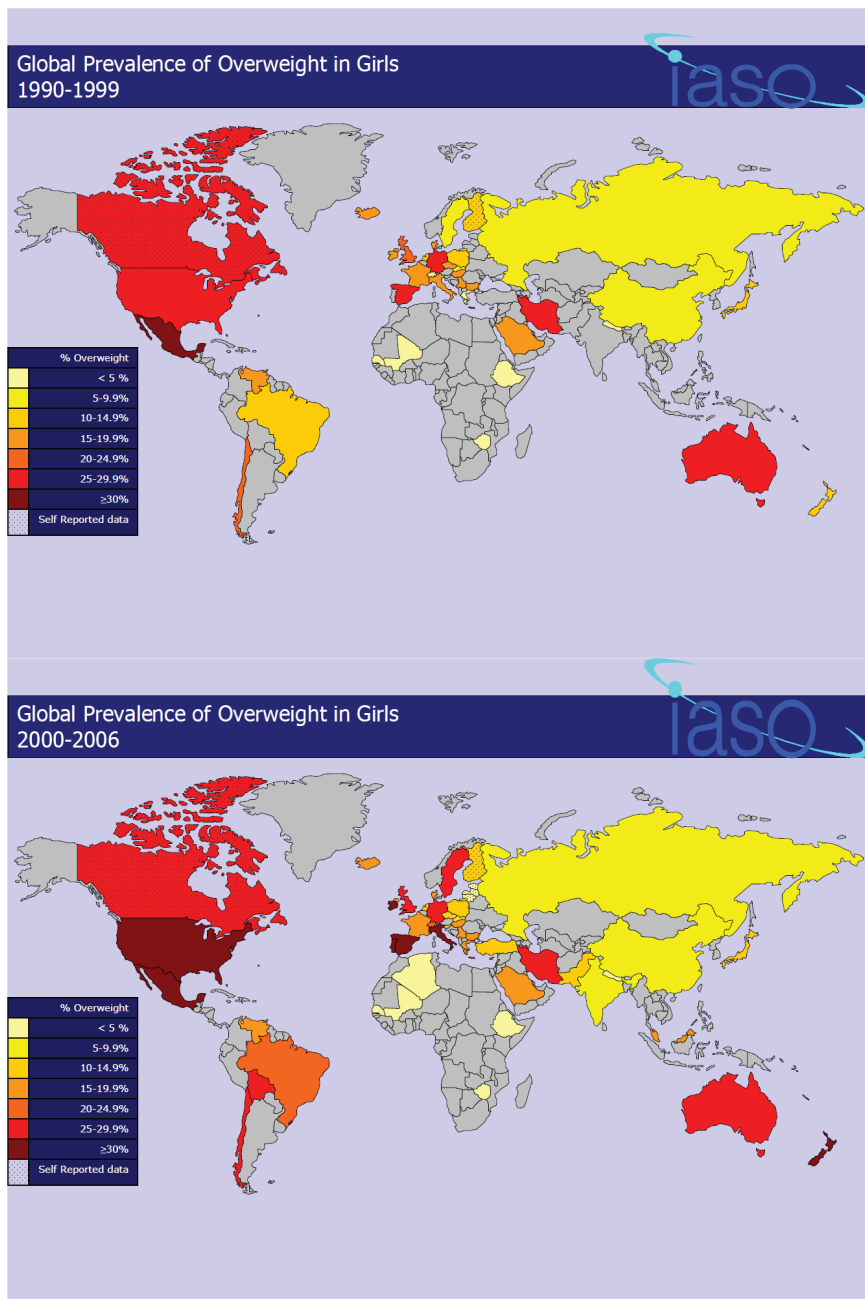 Global Prevalence of Overweight in Girls
1990-1999
iaso
% Overweight
< 5 %
5-9.9%
10-14.9%
15-19.9%
20-24.9%
25-29.9%
≥30%
Self Reported data
Global Prevalence of Overweight in Girls
2000-2006
iaso
% Overweight
< 5 %
5-9.9%
10-14.9%
15-19.9%
20-24.9%
25-29.9%
≥30%
Self Reported data